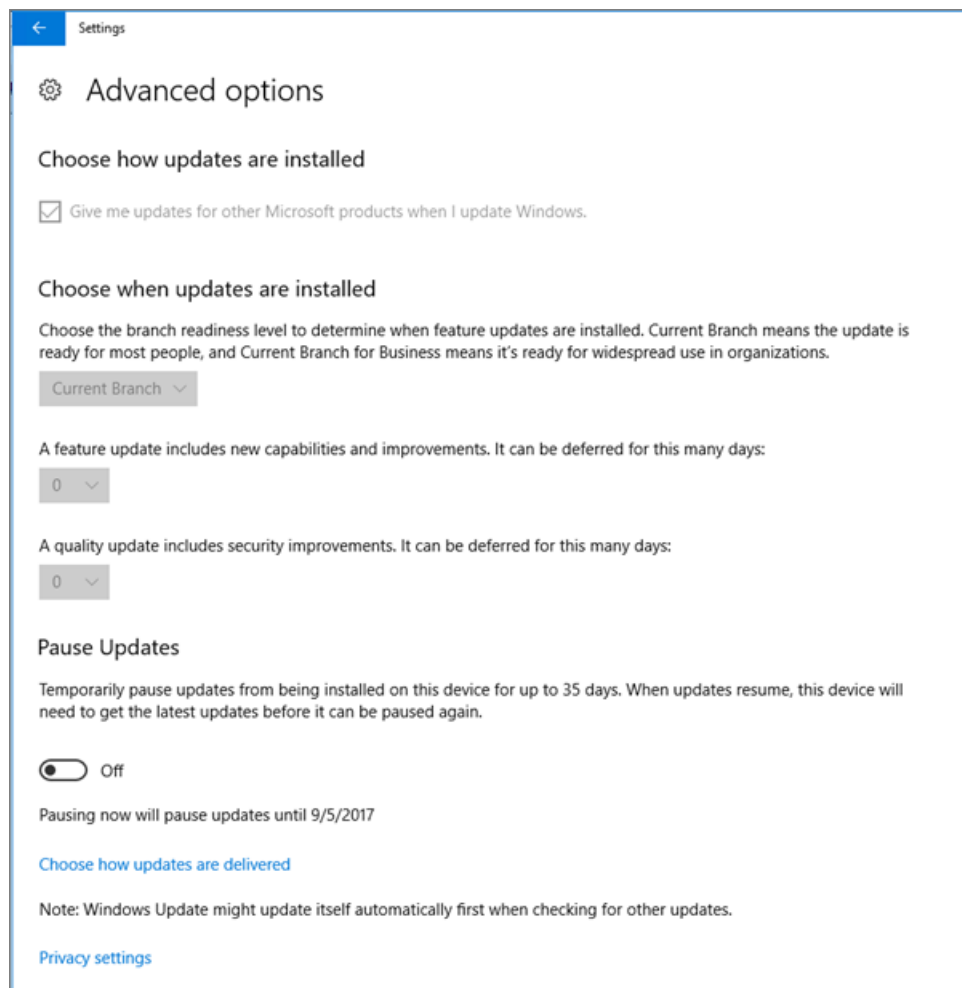 Settings
Advanced options
Choose how updates are installed
Give me updates for other Microsoft products when I update Windows.
Choose when updates are installed
Choose the branch readiness level to determine when feature updates are installed. Current Branch means the update is
ready for most people, and Current Branch for Business means it's ready for widespread use in organizations.
Current Branch
A feature update includes new capabilities and improvements. It can be deferred for this many days:
0
A quality update includes security improvements. It can be deferred for this many days:
0
Pause Updates
Temporarily pause updates from being installed on this device for up to 35 days. When updates resume, this device will
need to get the latest updates before it can be paused again.
Off
Pausing now will pause updates until 9/5/2017
Choose how updates are delivered
Note: Windows Update might update itself automatically first when checking for other updates.
Privacy settings